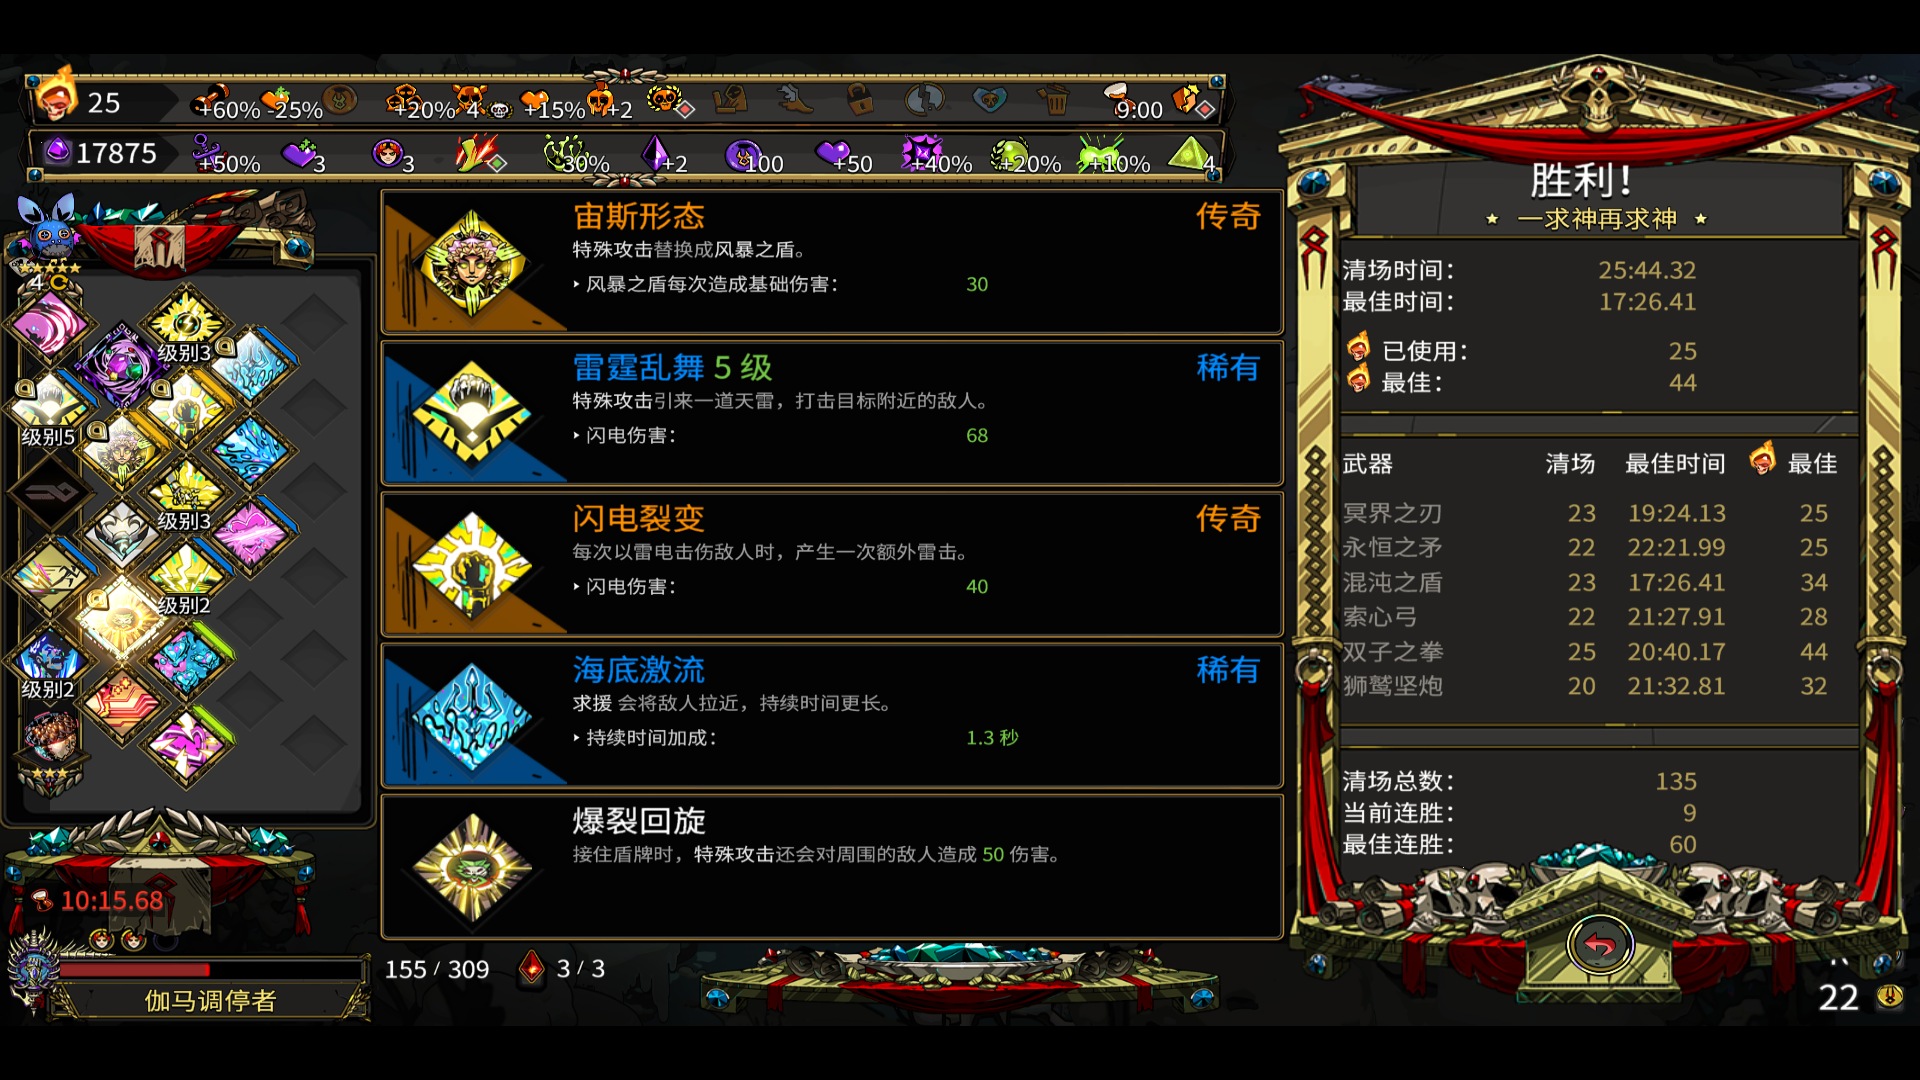 25
+60%
-25%
+20%
4
+15%
+2
9:00
17875
+50%
3
3
30%
+2
100
+50
+40%
+20%
+10%
4
4
级别3
级别5
级别3
级别2
级别2
10:15.68
伽马调停者
155 / 309
3 / 3
宙斯形态
传奇
特殊攻击替换成风暴之盾。
风暴之盾每次造成基础伤害：
30
雷霆乱舞 5 级
稀有
特殊攻击引来一道天雷，打击目标附近的敌人。
闪电伤害：
68
闪电裂变
传奇
每次以雷电击伤敌人时，产生一次额外雷击。
闪电伤害：
40
海底激流
稀有
求援 会将敌人拉近，持续时间更长。
持续时间加成：
1.3 秒
爆裂回旋
接住盾牌时，特殊攻击还会对周围的敌人造成 50 伤害。
胜利！
一求神再求神
清场时间： 25:44.32
最佳时间： 17:26.41
已使用： 25
最佳： 44
武器 清场 最佳时间 最佳
冥界之刃 23 19:24.13 25
永恒之矛 22 22:21.99 25
混沌之盾 23 17:26.41 34
索心弓 22 21:27.91 28
双子之拳 25 20:40.17 44
狮鹫坚炮 20 21:32.81 32
清场总数： 135
当前连胜： 9
最佳连胜： 60
22